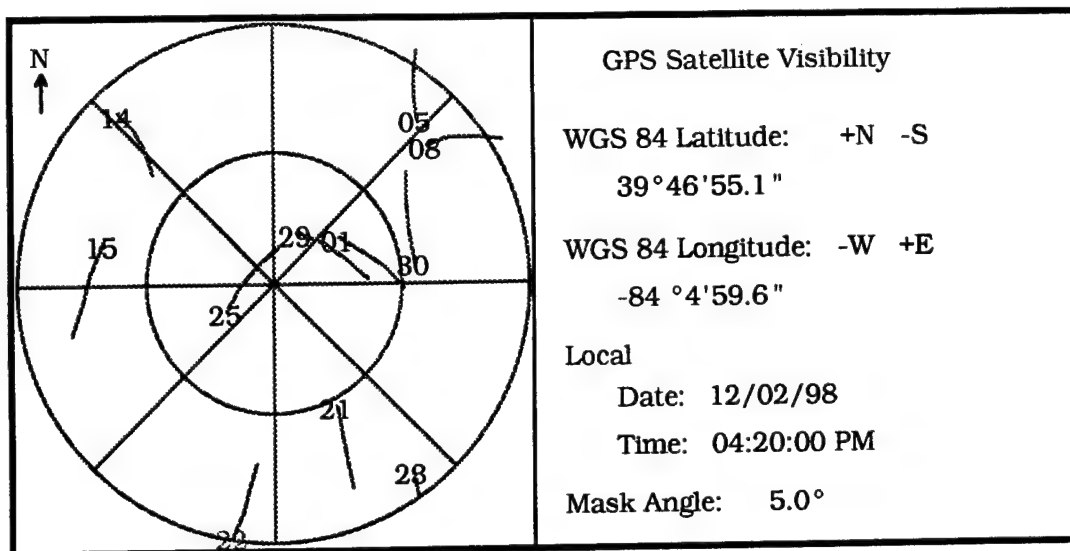 N
14
05
08
15
29
01
30
25
21
28
GPS Satellite Visibility
WGS 84 Latitude: +N -S
39°46'55.1"
WGS 84 Longitude: -W +E
-84 °4'59.6"
Local
Date: 12/02/98
Time: 04:20:00 PM
Mask Angle: 5.0°